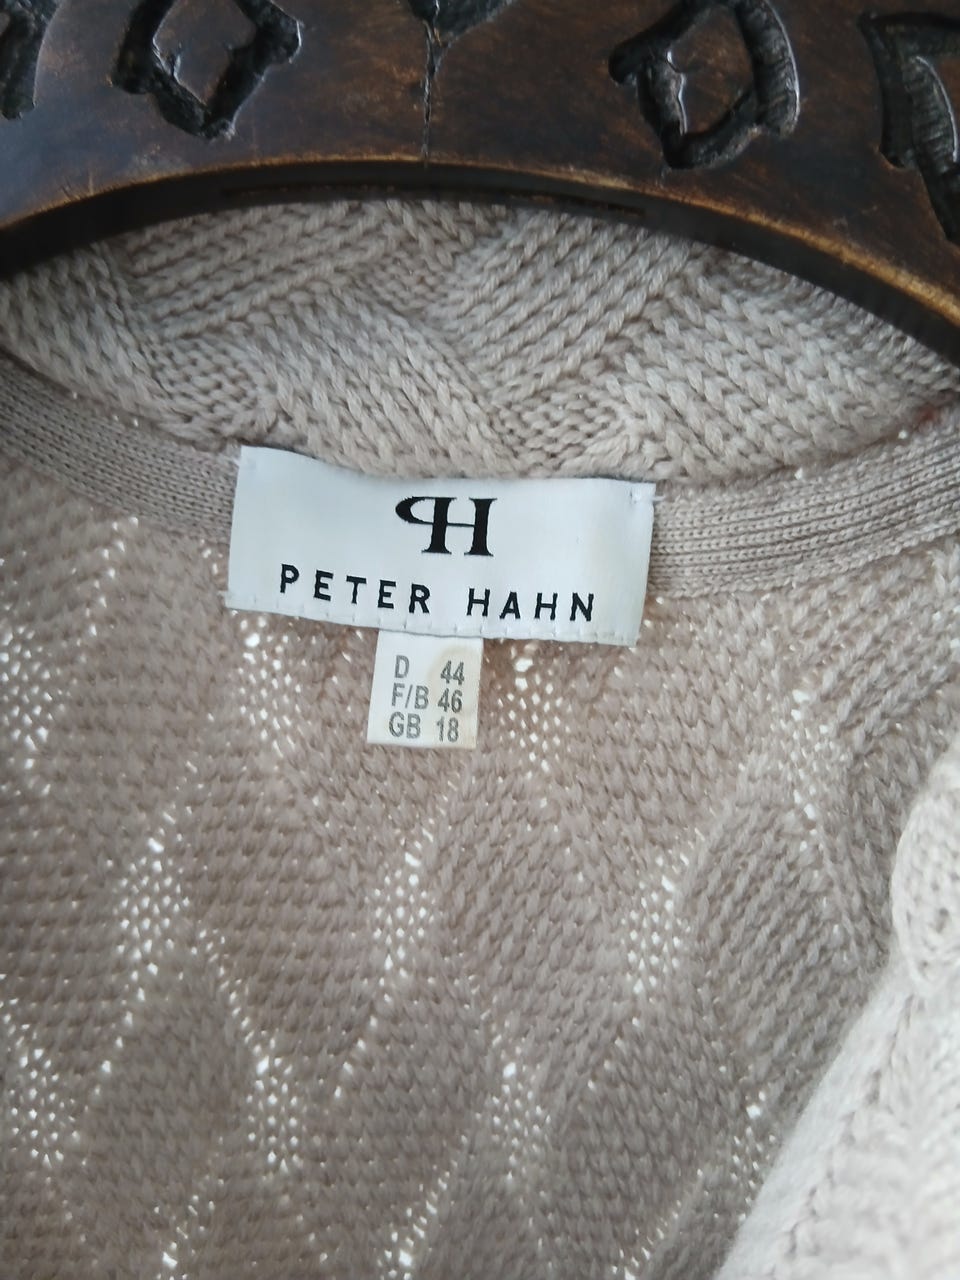 PH
PETER HAHN
D 44
F/B 46
GB 18